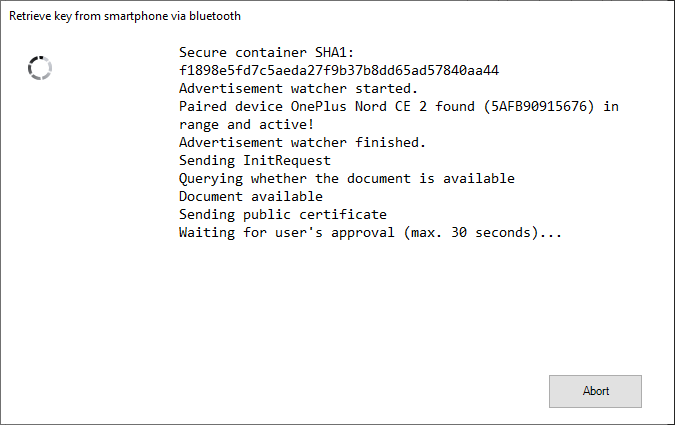 Retrieve key from smartphone via bluetooth
Secure container SHA1:
f1898e5fd7c5aeda27f9b37b8dd65ad57840aa44
Advertisement watcher started.
Paired device OnePlus Nord CE 2 found (5AFB90915676) in
range and active!
Advertisement watcher finished.
Sending InitRequest
Querying whether the document is available
Document available
Sending public certificate
Waiting for user's approval (max. 30 seconds)...
Abort